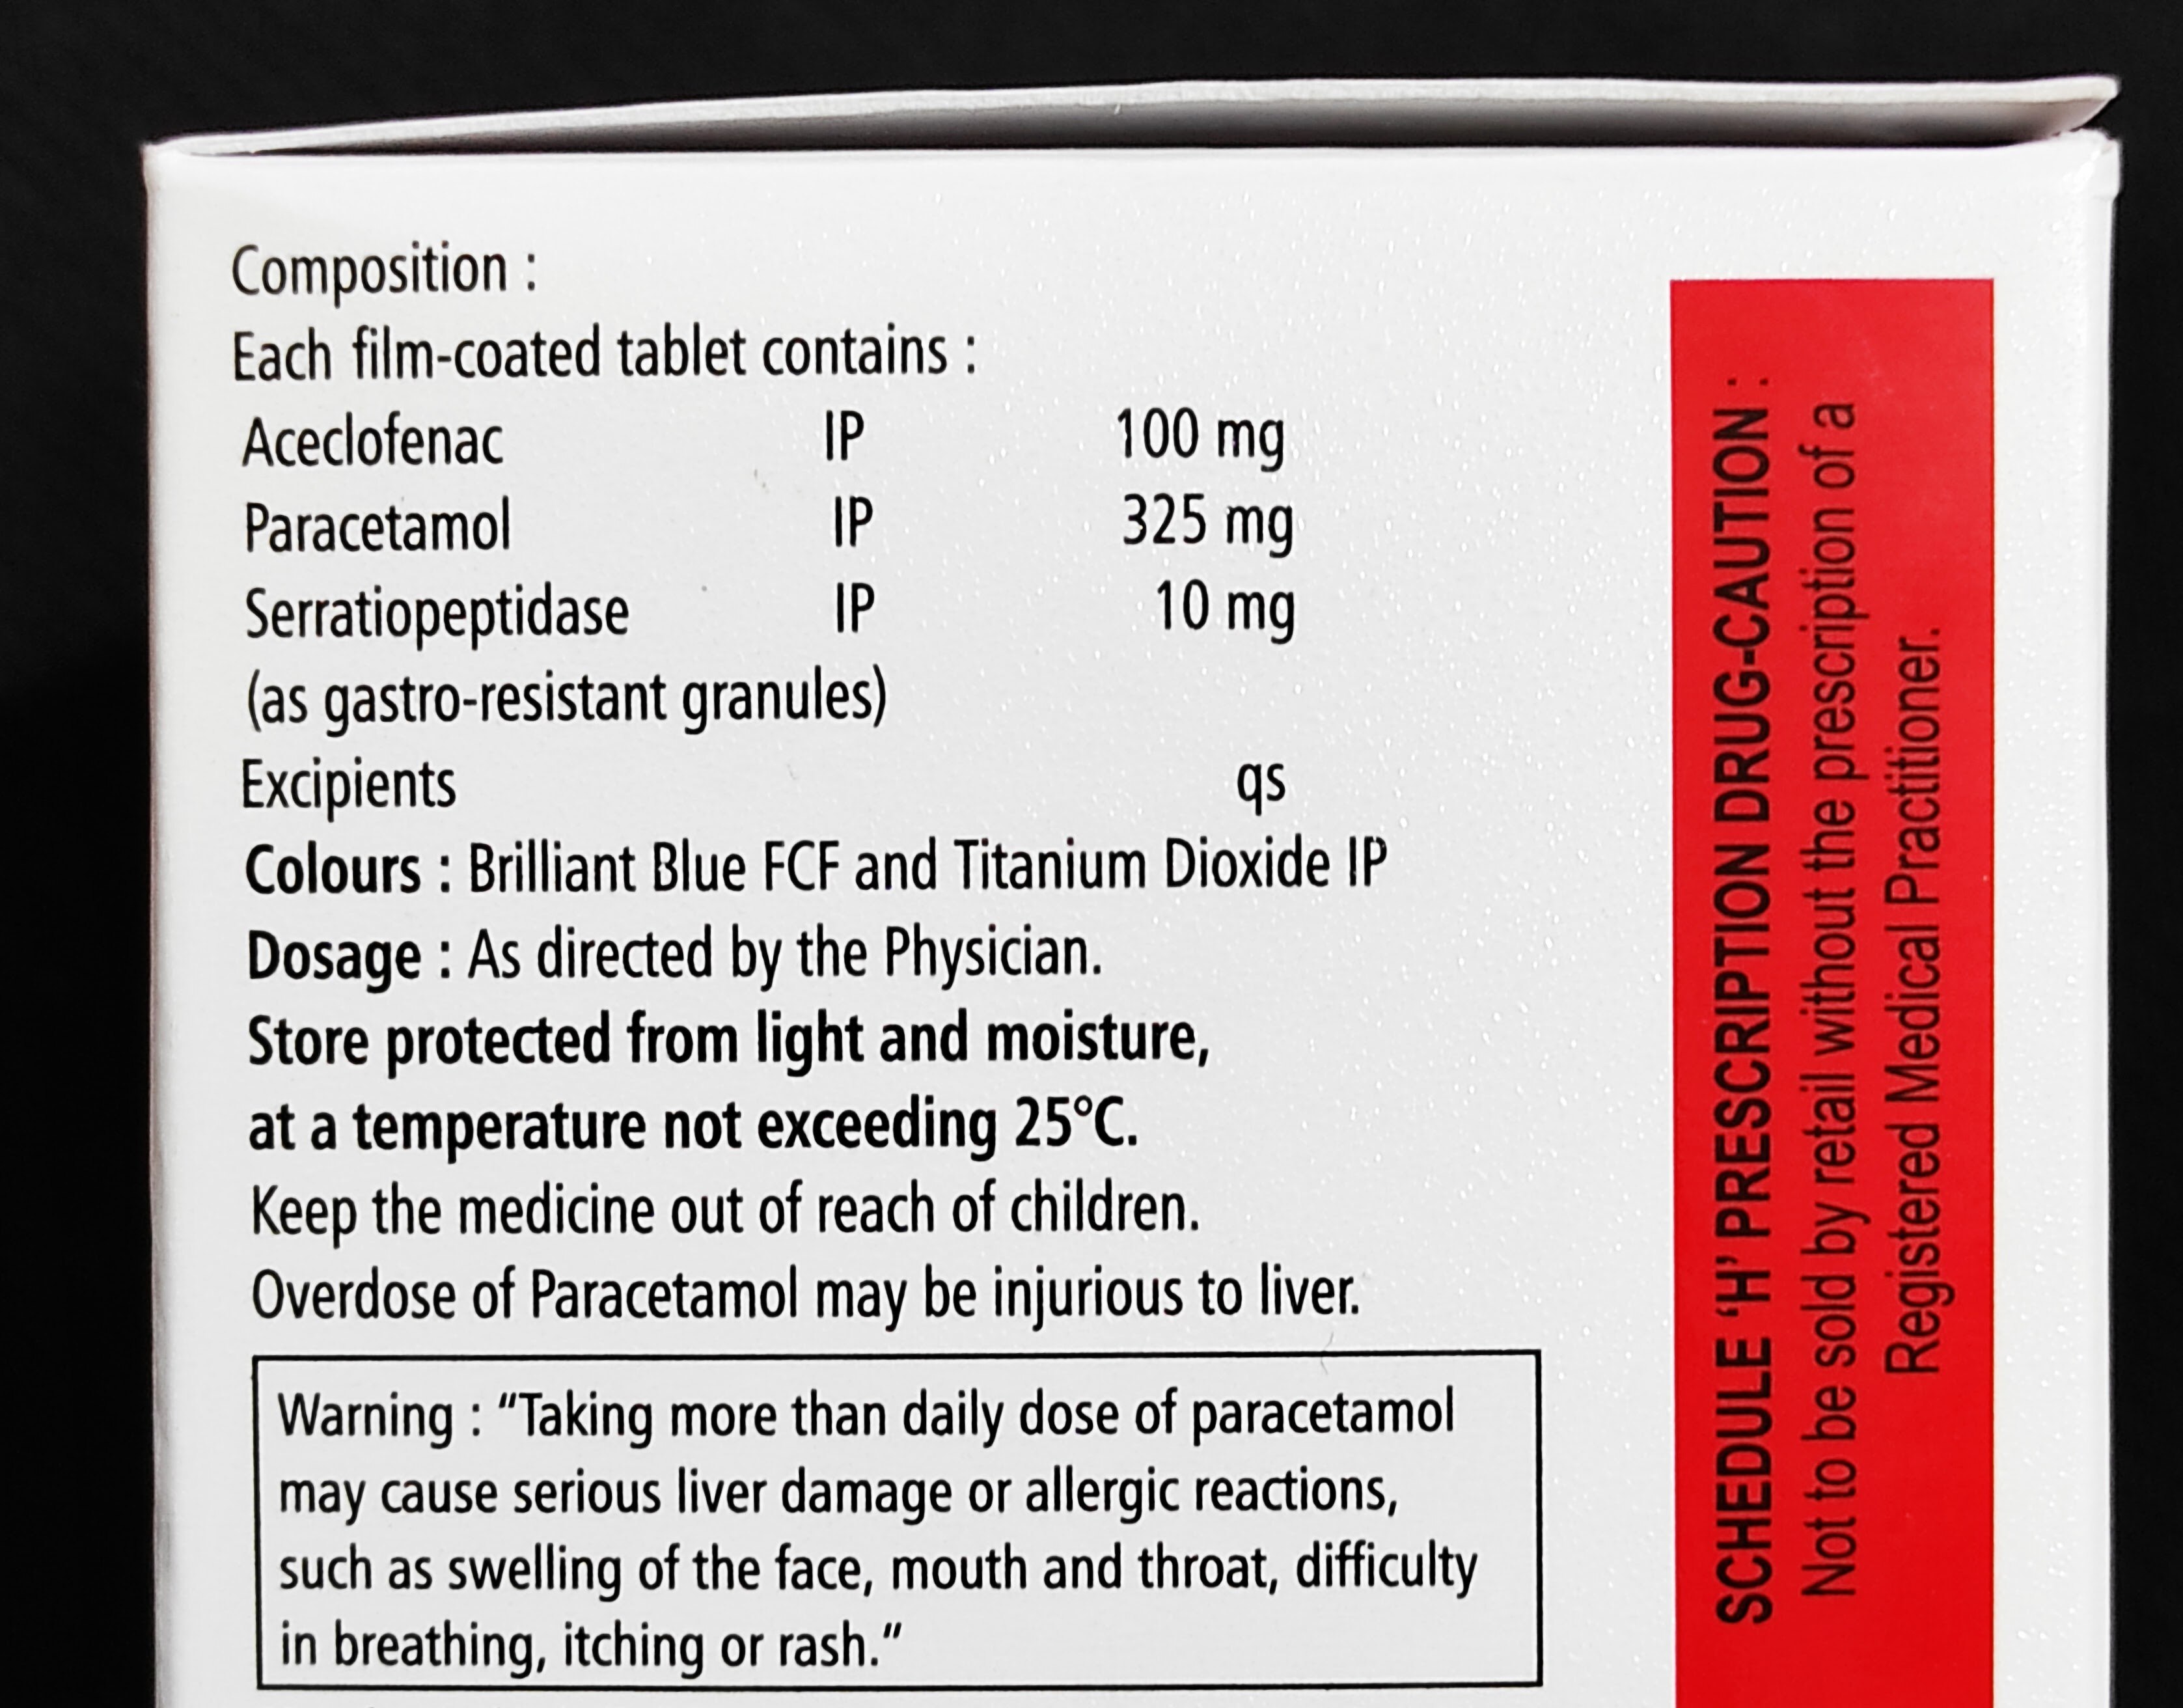 Composition :
Each film-coated tablet contains :
Aceclofenac IP 100 mg
Paracetamol IP 325 mg
Serratiopeptidase IP 10 mg
(as gastro-resistant granules)
Excipients qs
Colours : Brilliant Blue FCF and Titanium Dioxide IP
Dosage : As directed by the Physician.
Store protected from light and moisture,
at a temperature not exceeding 25°C.
Keep the medicine out of reach of children.
Overdose of Paracetamol may be injurious to liver.
Warning : “Taking more than daily dose of paracetamol
may cause serious liver damage or allergic reactions,
such as swelling of the face, mouth and throat, difficulty
in breathing, itching or rash.”
SCHEDULE ‘H’ PRESCRIPTION DRUG-CAUTION :
Not to be sold by retail without the prescription of a
Registered Medical Practitioner.